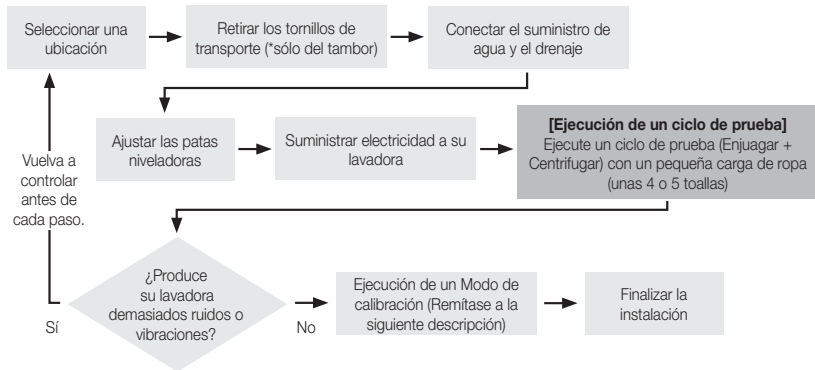 Seleccionar una
ubicación
Retirar los tornillos de
transporte (*sólo del tambor)
Conectar el suministro de
agua y el drenaje
Ajustar las patas
niveladoras
Suministrar electricidad a su
lavadora
[Ejecución de un ciclo de prueba]
Ejecute un ciclo de prueba (Enjuagar +
Centrifugar) con un pequeña carga de ropa
(unas 4 o 5 toallas)
Vuelva a
controlar
antes de
cada paso.
¿Produce
su lavadora
demasiados ruidos o
vibraciones?
Sí
No
Ejecución de un Modo de
calibración (Remítase a la
siguiente descripción)
Finalizar la
instalación